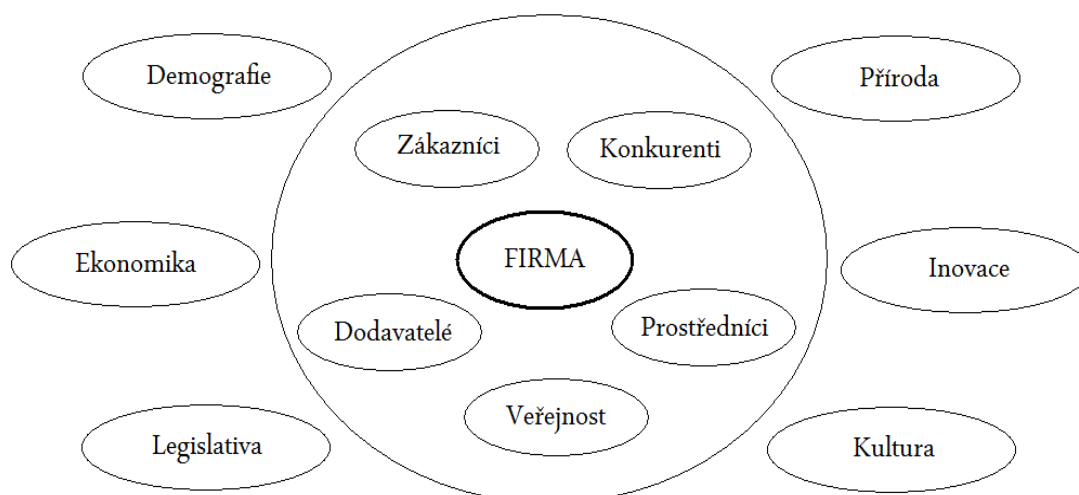 Demografie
Příroda
Zákazníci
Konkurenti
Ekonomika
FIRMA
Inovace
Dodavatelé
Prostředníci
Veřejnost
Legislativa
Kultura